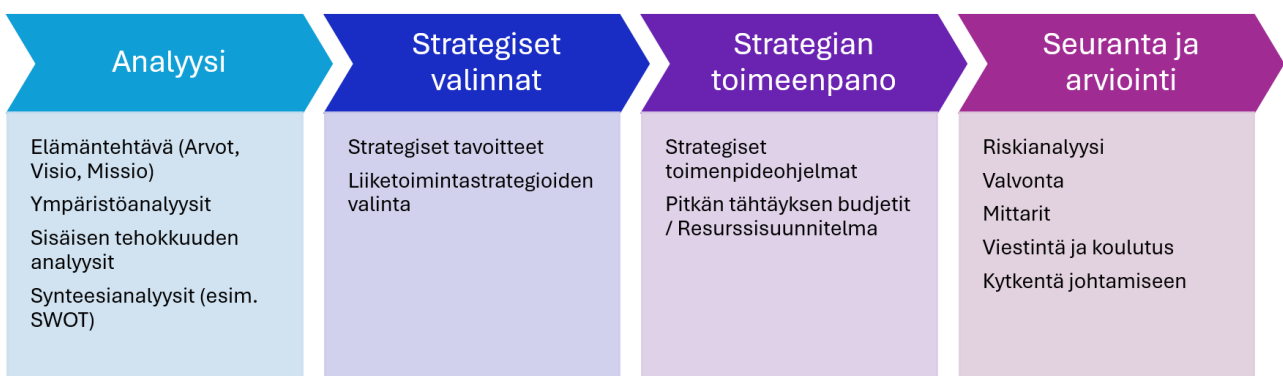 Analyysi
Elämäntehtävä (Arvot,
Visio, Missio)
Ympäristöanalyysit
Sisäisen tehokkuuden
analyysit
Synteesianalyysit (esim.
SWOT)
Strategiset
valinnat
Strategiset tavoitteet
Liiketoimintastrategioiden
valinta
Strategian
toimeenpano
Strategiset
toimenpideohjelmat
Pitkän tähtäyksen budjetit
/ Resurssisuunnitelma
Seuranta ja
arviointi
Riskianalyysi
Valvonta
Mittarit
Viestintä ja koulutus
Kytkentä johtamiseen